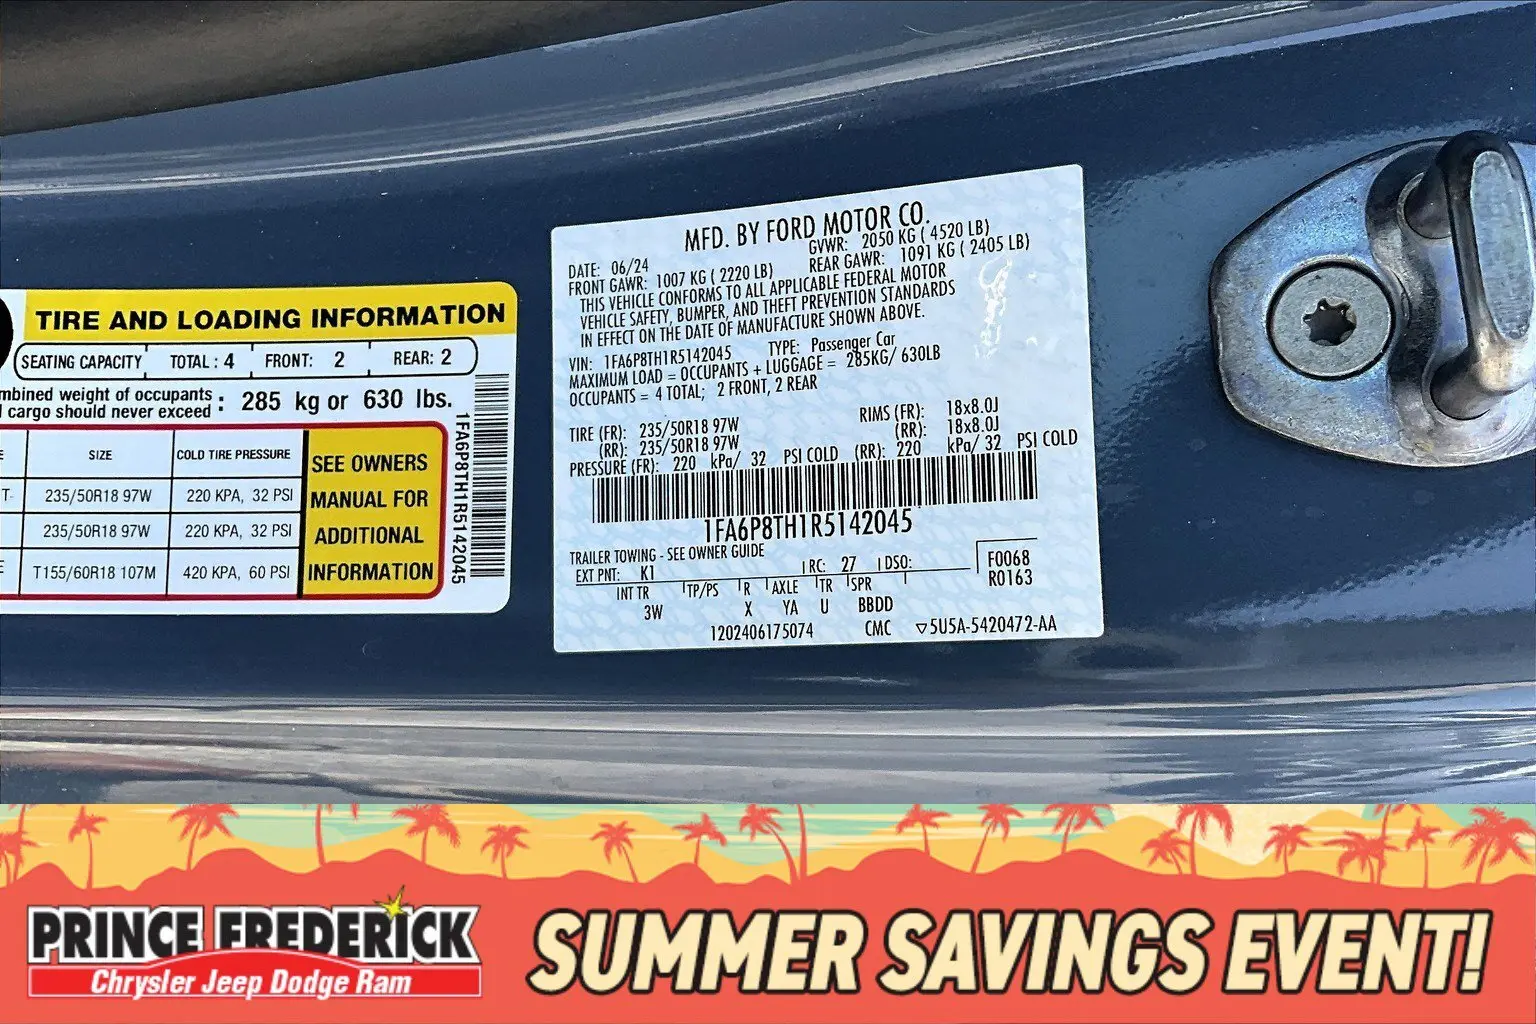 TIRE AND LOADING INFORMATION
SEATING CAPACITY TOTAL : 4 FRONT: 2 REAR: 2
mbined weight of occupants
cargo should never exceed : 285 kg or 630 lbs.
SIZE COLD TIRE PRESSURE
235/50R18 97W 220 KPA, 32 PSI
235/50R18 97W 220 KPA, 32 PSI
T155/60R18 107M 420 KPA, 60 PSI
SEE OWNERS
MANUAL FOR
ADDITIONAL
INFORMATION
1FA6P8TH1R5142045
MFD. BY FORD MOTOR CO.
DATE: 06/24 GVWR: 2050 KG ( 4520 LB)
FRONT GAWR: 1007 KG ( 2220 LB) REAR GAWR: 1091 KG ( 2405 LB)
THIS VEHICLE CONFORMS TO ALL APPLICABLE FEDERAL MOTOR
VEHICLE SAFETY, BUMPER, AND THEFT PREVENTION STANDARDS
IN EFFECT ON THE DATE OF MANUFACTURE SHOWN ABOVE.
VIN: 1FA6P8TH1R5142045 TYPE: Passenger Car
MAXIMUM LOAD = OCCUPANTS + LUGGAGE = 285KG/ 630LB
OCCUPANTS = 4 TOTAL; 2 FRONT, 2 REAR
TIRE (FR): 235/50R18 97W RIMS (FR): 18x8.0J
(RR): 235/50R18 97W (RR): 18x8.0J
PRESSURE (FR): 220 kPa/ 32 PSI COLD (RR): 220 kPa/ 32 PSI COLD
1FA6P8TH1R5142045
TRAILER TOWING - SEE OWNER GUIDE
EXT PNT: K1 RC: 27 DSO: F0068
INT TR TP/PS R AXLE TR SPR R0163
3W X YA U BBDD
1202406175074 CMC ▽5U5A-5420472-AA
PRINCE FREDERICK
Chrysler Jeep Dodge Ram
SUMMER SAVINGS EVENT!